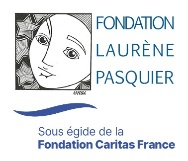 FONDATION
LAURÈNE
PASQUIER
Sous égide de la
Fondation Caritas France